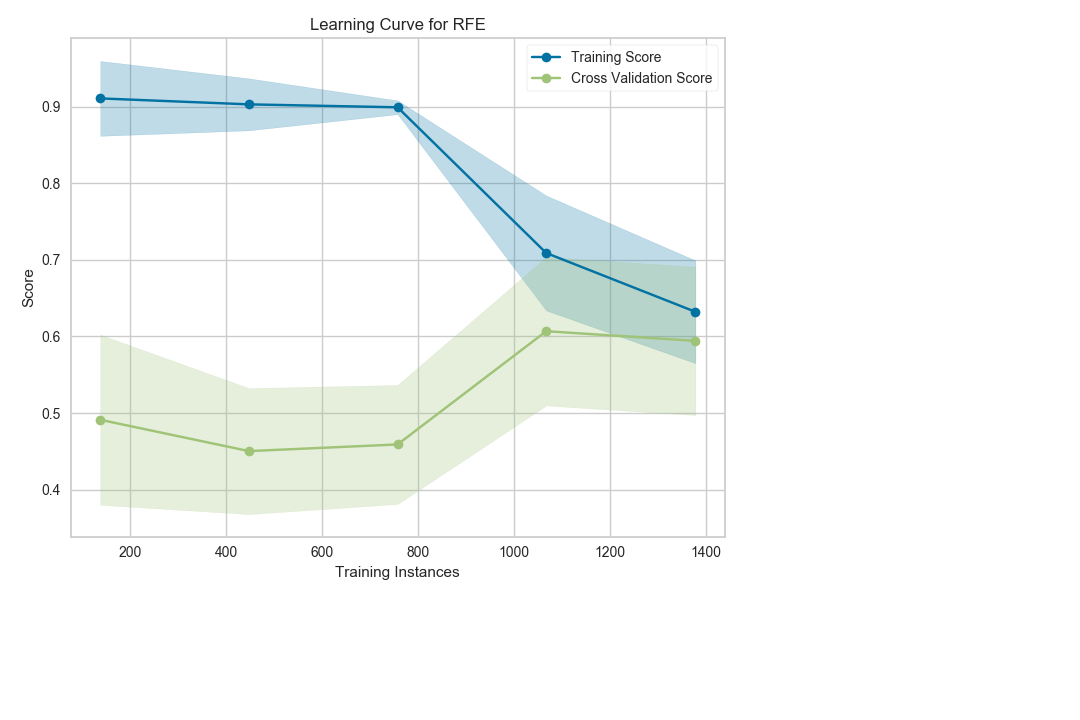 Learning Curve for RFE
Training Score
Cross Validation Score
0.9
0.8
0.7
0.6
0.5
0.4
Score
200 400 600 800 1000 1200 1400
Training Instances